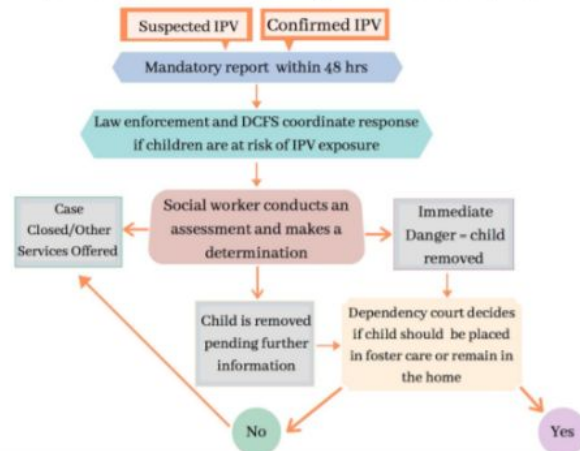 Suspected IPV
Confirmed IPV
Mandatory report within 48 hrs
Law enforcement and DCFS coordinate response
if children are at risk of IPV exposure
Case
Closed/Other
Services Offered
Social worker conducts an
assessment and makes a
determination
Immediate
Danger = child
removed
Child is removed
pending further
information
Dependency court decides
if child should be placed
in foster care or remain in
the home
No
Yes